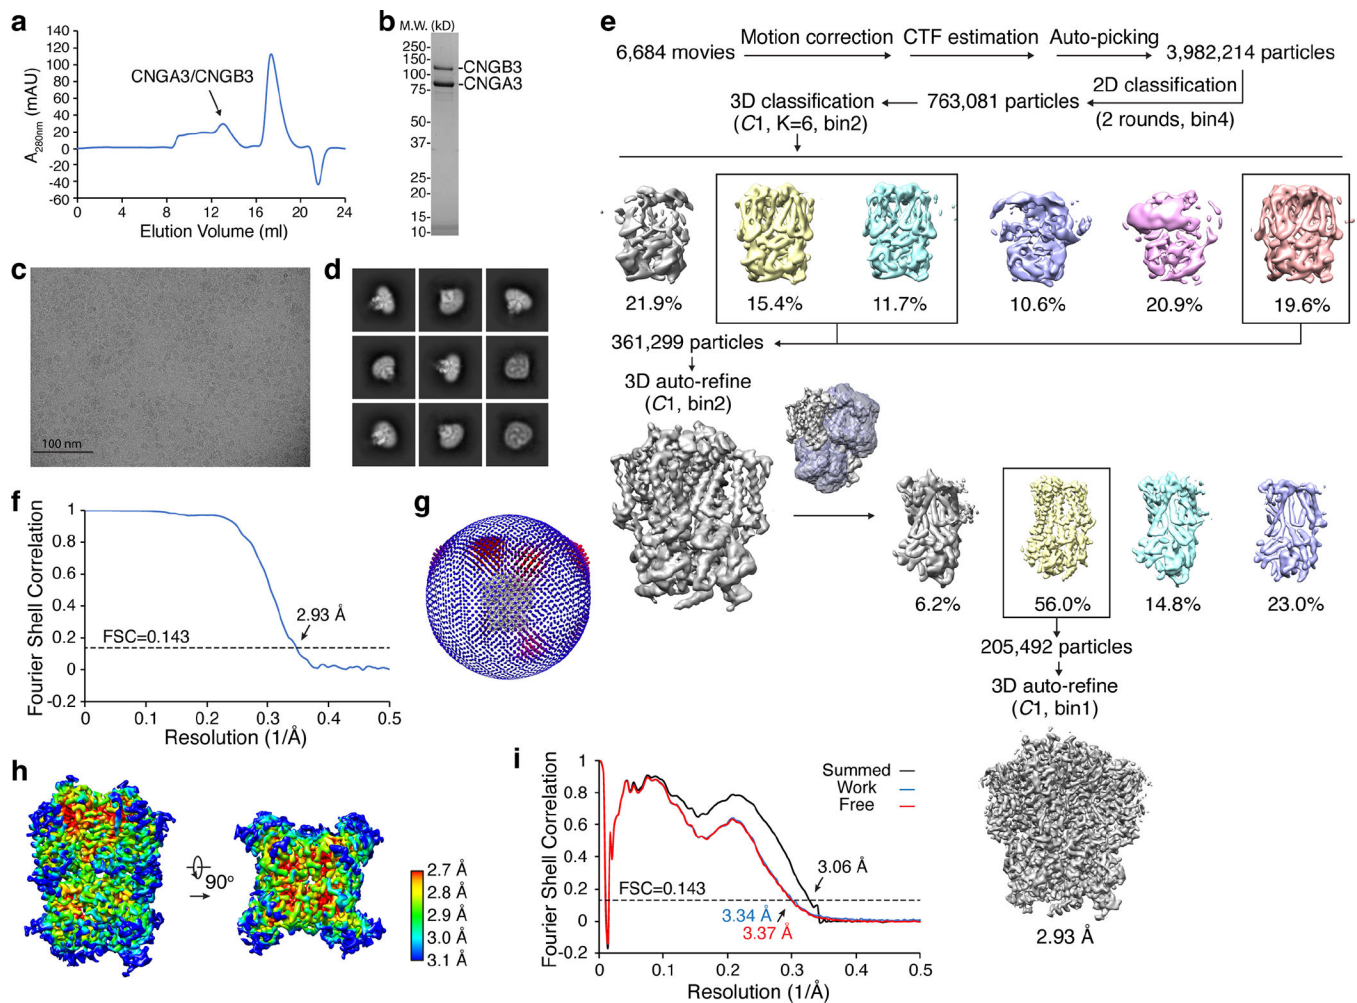 a
140
120
100
80
60
40
20
0
-20
-40
-60
A280nm (mAU)
CNGA3/CNGB3
0 4 8 12 16 20 24
Elution Volume (ml)
b
M.W. (kD)
250-
150-
100-
75-
50-
37-
25-
20-
15-
10-
-CNGB3
-CNGA3
c
100 nm
d
e
6,684 movies
Motion correction
CTF estimation
Auto-picking
3,982,214 particles
2D classification
(2 rounds, bin4)
763,081 particles
3D classification
(C1, K=6, bin2)
21.9%
15.4%
11.7%
10.6%
20.9%
19.6%
361,299 particles
3D auto-refine
(C1, bin2)
6.2%
56.0%
14.8%
23.0%
205,492 particles
3D auto-refine
(C1, bin1)
2.93 Å
f
Fourier Shell Correlation
1
0.8
0.6
0.4
0.2
0
-0.2
2.93 Å
FSC=0.143
0 0.1 0.2 0.3 0.4 0.5
Resolution (1/Å)
g
h
90°
2.7 Å
2.8 Å
2.9 Å
3.0 Å
3.1 Å
i
Fourier Shell Correlation
1
0.8
0.6
0.4
0.2
0
-0.2
Summed
Work
Free
3.06 Å
FSC=0.143
3.34 Å
3.37 Å
0 0.1 0.2 0.3 0.4 0.5
Resolution (1/Å)